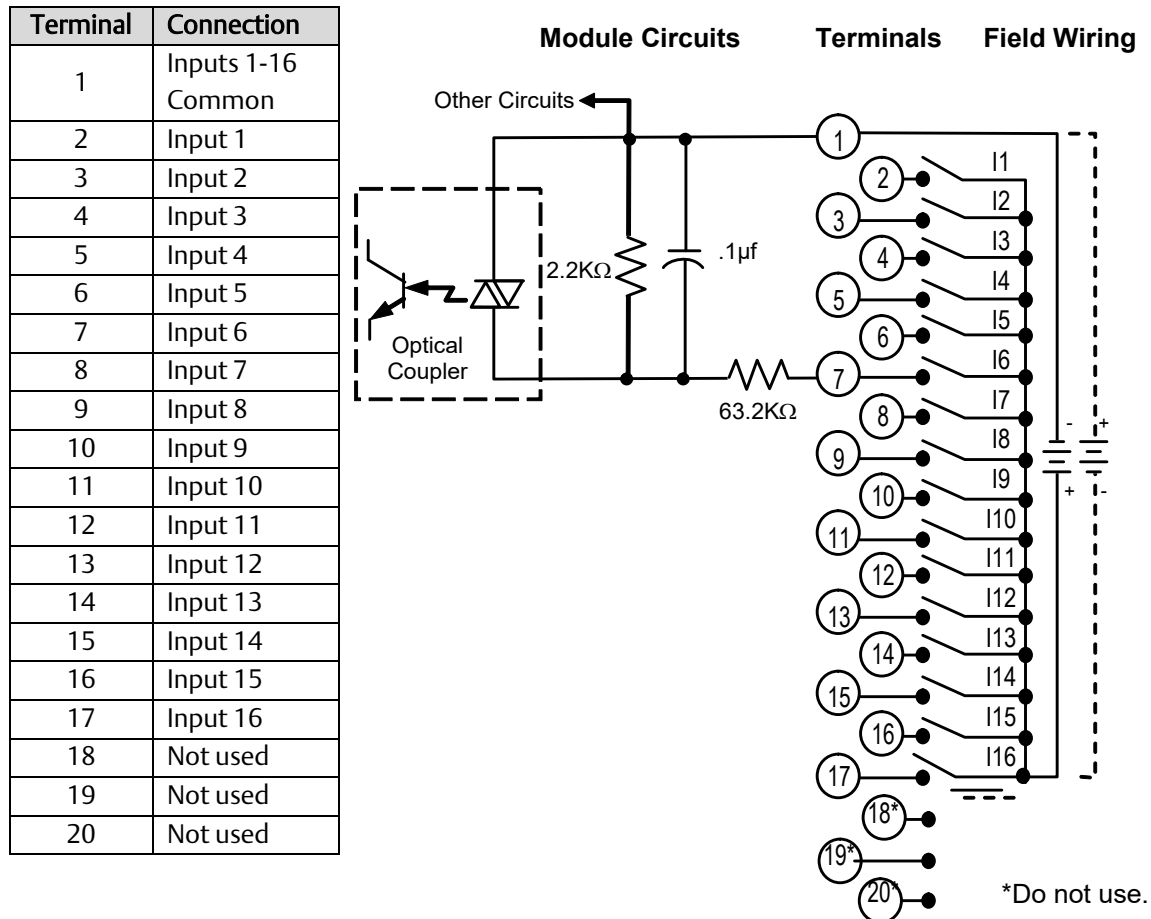 Terminal Connection
1 Inputs 1-16
Common
2 Input 1
3 Input 2
4 Input 3
5 Input 4
6 Input 5
7 Input 6
8 Input 7
9 Input 8
10 Input 9
11 Input 10
12 Input 11
13 Input 12
14 Input 13
15 Input 14
16 Input 15
17 Input 16
18 Not used
19 Not used
20 Not used
Module Circuits Terminals Field Wiring
Other Circuits
Optical
Coupler
2.2KΩ
.1µf
63.2KΩ
1
2 I1
3 I2
4 I3
5 I4
6 I5
7 I6
8 I7
9 I8
10 I9
11 I10
12 I11
13 I12
14 I13
15 I14
16 I15
17 I16
18*
19*
20*
- +
+ -
*Do not use.